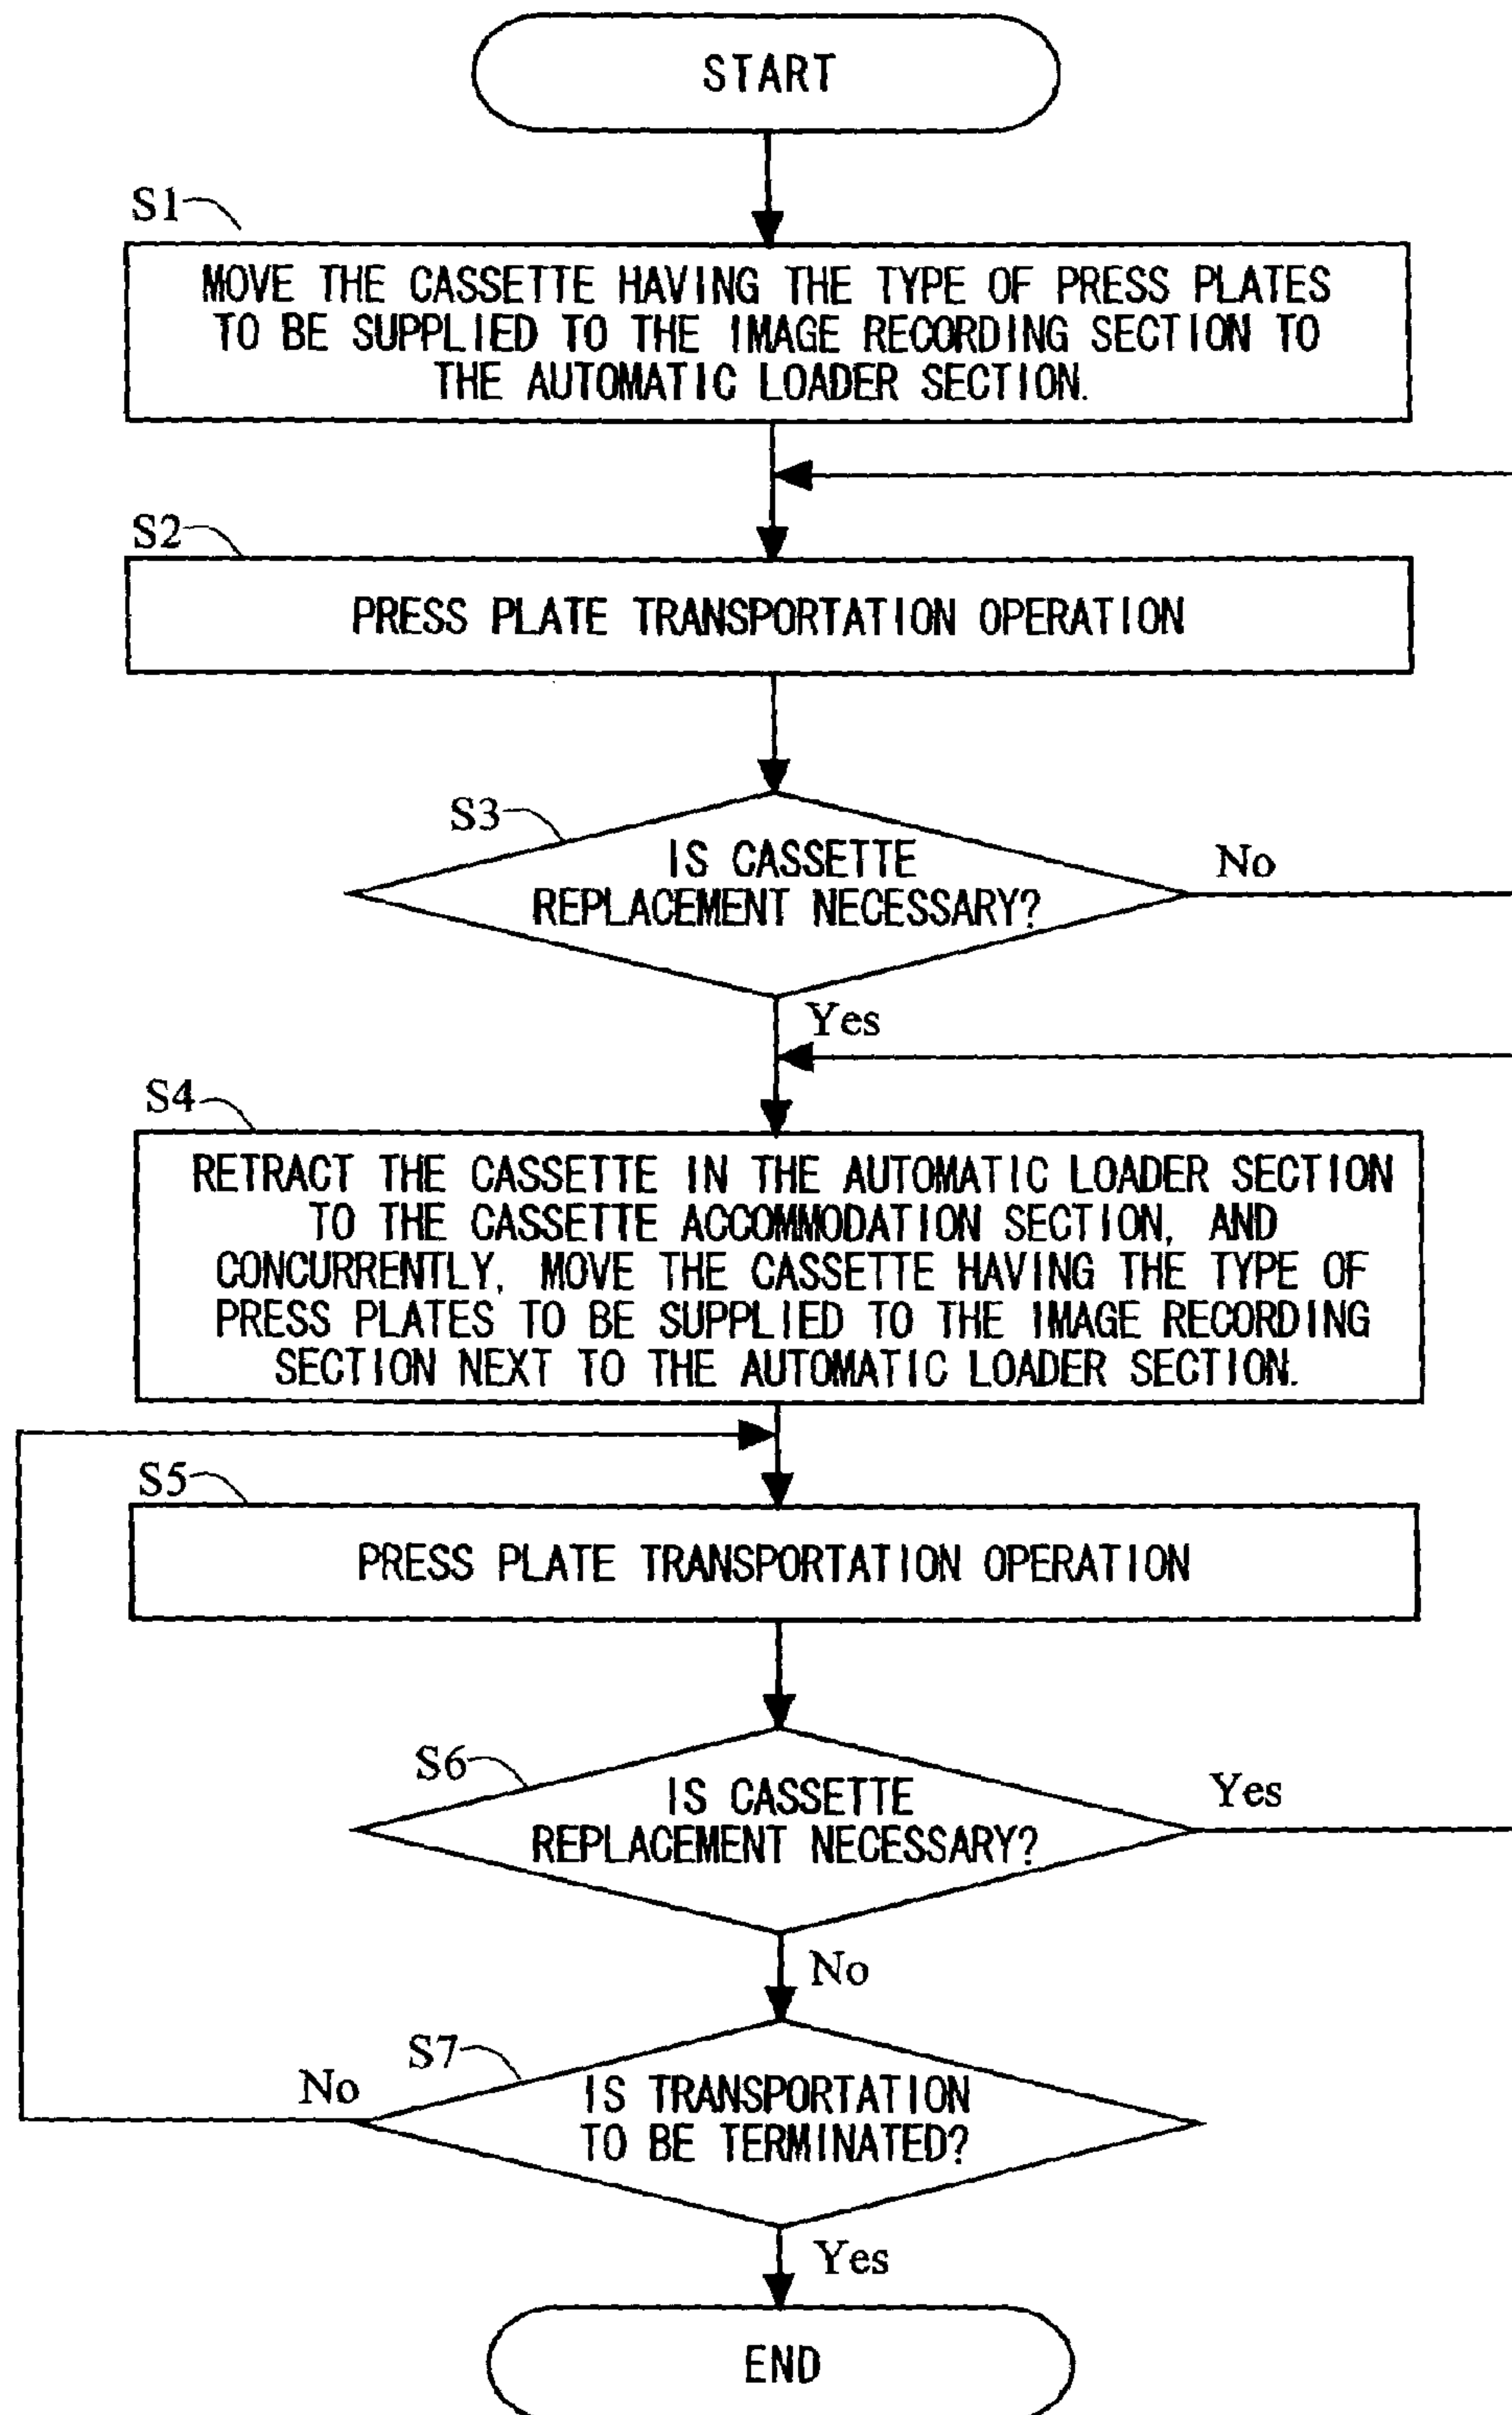 START
S1
MOVE THE CASSETTE HAVING THE TYPE OF PRESS PLATES
TO BE SUPPLIED TO THE IMAGE RECORDING SECTION TO
THE AUTOMATIC LOADER SECTION.
S2
PRESS PLATE TRANSPORTATION OPERATION
S3
IS CASSETTE
REPLACEMENT NECESSARY?
No
Yes
S4
RETRACT THE CASSETTE IN THE AUTOMATIC LOADER SECTION
TO THE CASSETTE ACCOMMODATION SECTION, AND
CONCURRENTLY, MOVE THE CASSETTE HAVING THE TYPE OF
PRESS PLATES TO BE SUPPLIED TO THE IMAGE RECORDING
SECTION NEXT TO THE AUTOMATIC LOADER SECTION.
S5
PRESS PLATE TRANSPORTATION OPERATION
S6
IS CASSETTE
REPLACEMENT NECESSARY?
Yes
No
S7
No
IS TRANSPORTATION
TO BE TERMINATED?
Yes
END